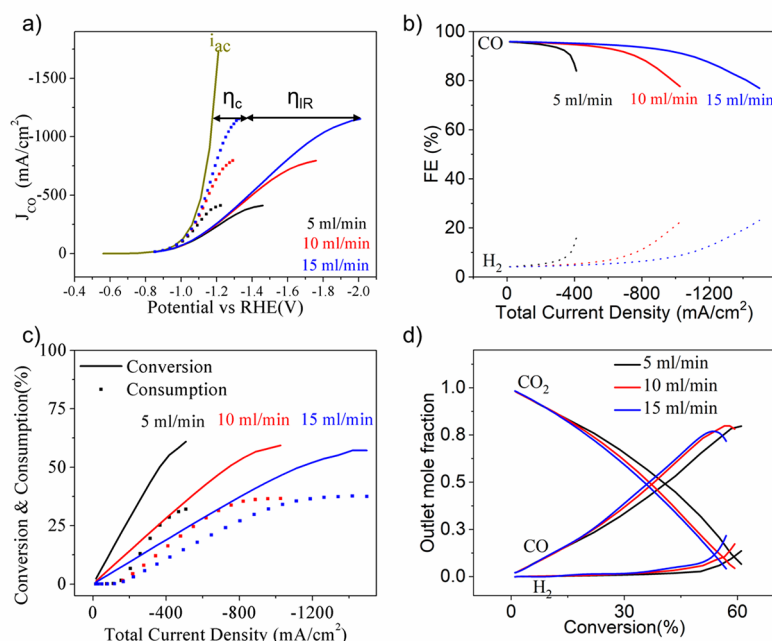 a)
i_ac
η_c
η_IR
-1500
-1000
-500
0
J_CO (mA/cm²)
5 ml/min
10 ml/min
15 ml/min
-0.4 -0.6 -0.8 -1.0 -1.2 -1.4 -1.6 -1.8 -2.0
Potential vs RHE(V)
b)
100
80
60
40
20
0
FE (%)
CO
5 ml/min
10 ml/min
15 ml/min
H₂
0 -400 -800 -1200
Total Current Density (mA/cm²)
c)
100
75
50
25
0
Conversion & Consumption(%)
Conversion
Consumption
5 ml/min
10 ml/min
15 ml/min
0 -400 -800 -1200
Total Current Density (mA/cm²)
d)
1.0
0.8
0.5
0.3
0.0
Outlet mole fraction
CO₂
5 ml/min
10 ml/min
15 ml/min
CO
H₂
0 30 60
Conversion(%)